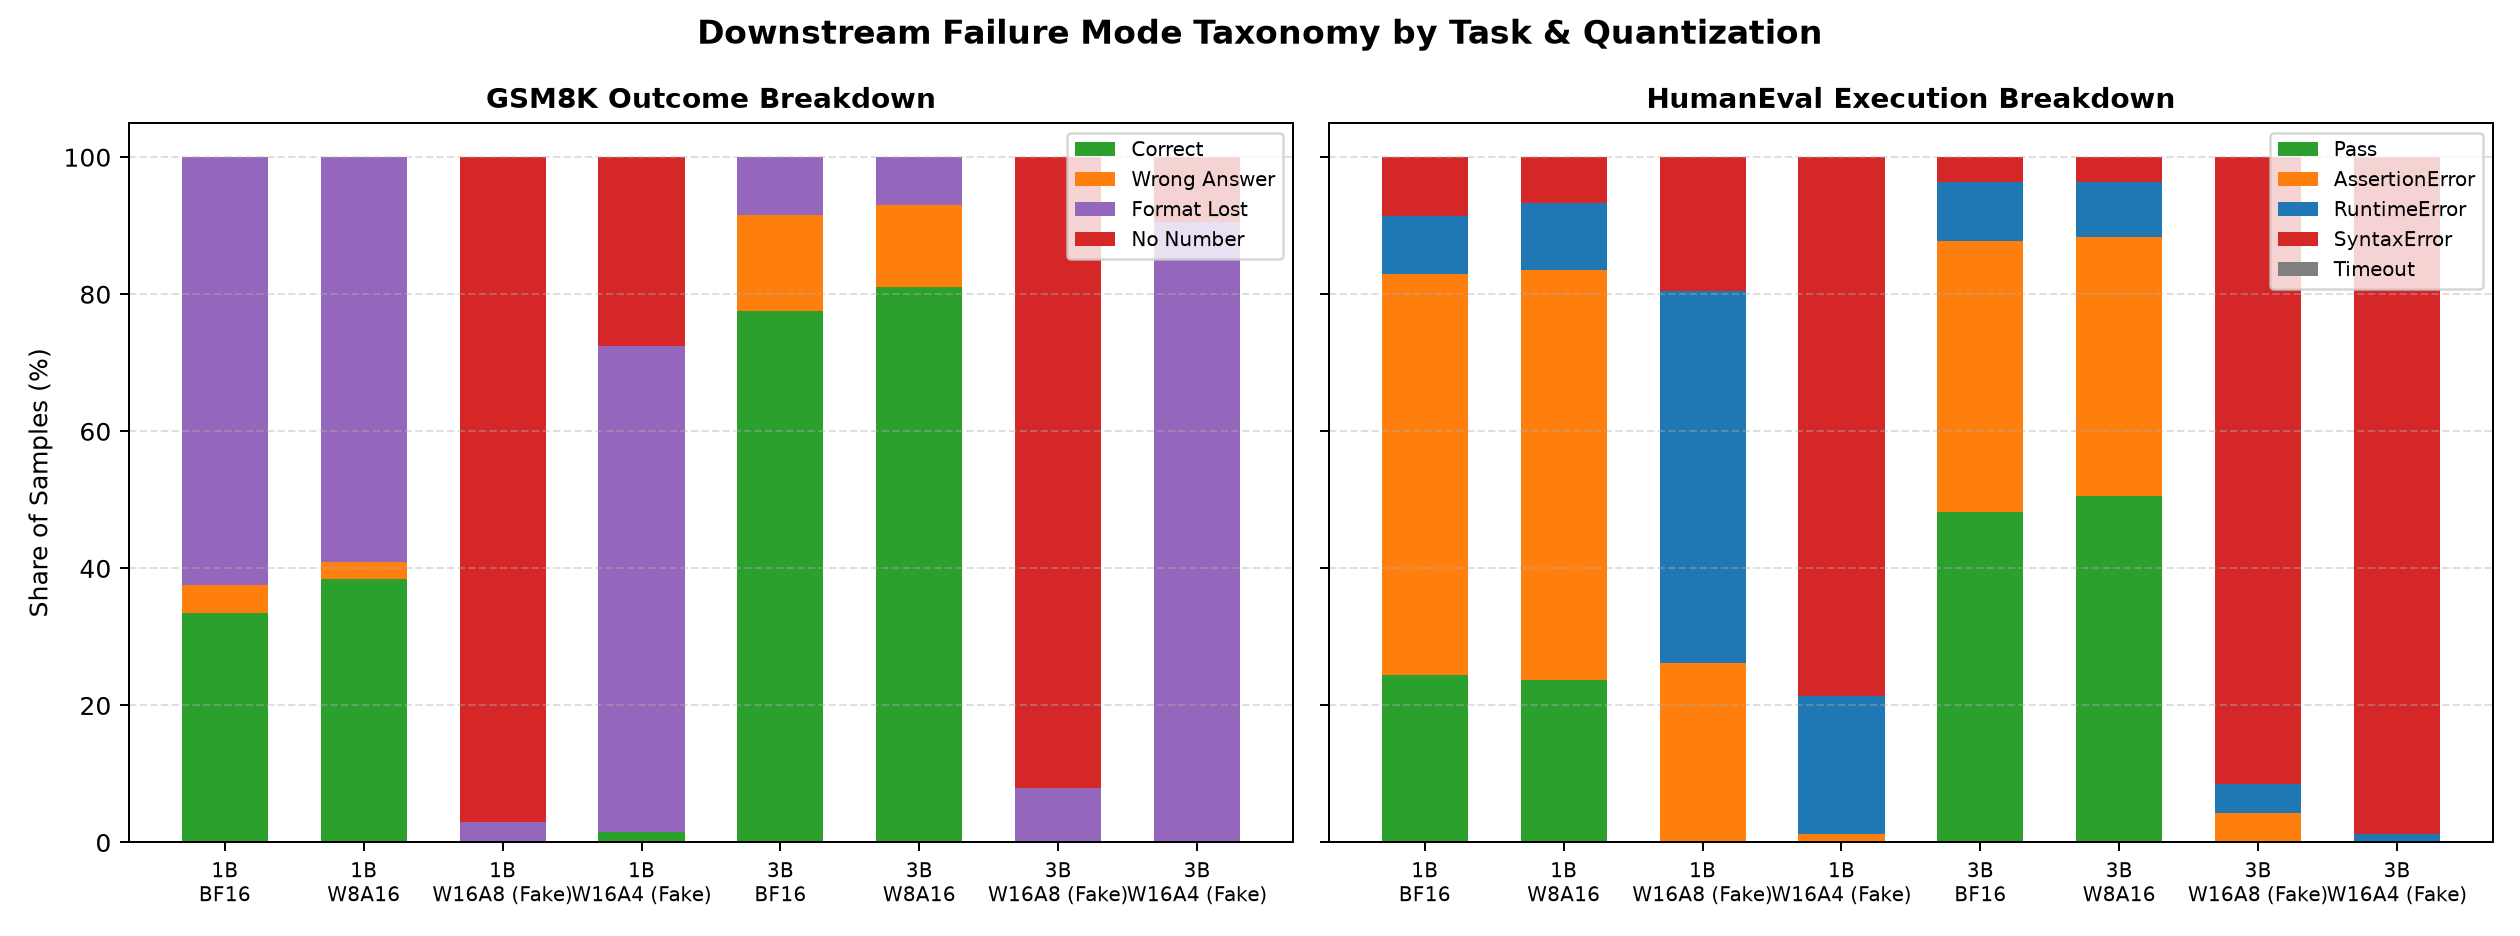 Downstream Failure Mode Taxonomy by Task & Quantization
GSM8K Outcome Breakdown
Share of Samples (%)
100
80
60
40
20
0
Correct
Wrong Answer
Format Lost
No Number
1B
BF16
1B
W8A16
1B
W16A8 (Fake)
1B
W16A4 (Fake)
3B
BF16
3B
W8A16
3B
W16A8 (Fake)
3B
W16A4 (Fake)
HumanEval Execution Breakdown
Pass
AssertionError
RuntimeError
SyntaxError
Timeout
1B
BF16
1B
W8A16
1B
W16A8 (Fake)
1B
W16A4 (Fake)
3B
BF16
3B
W8A16
3B
W16A8 (Fake)
3B
W16A4 (Fake)